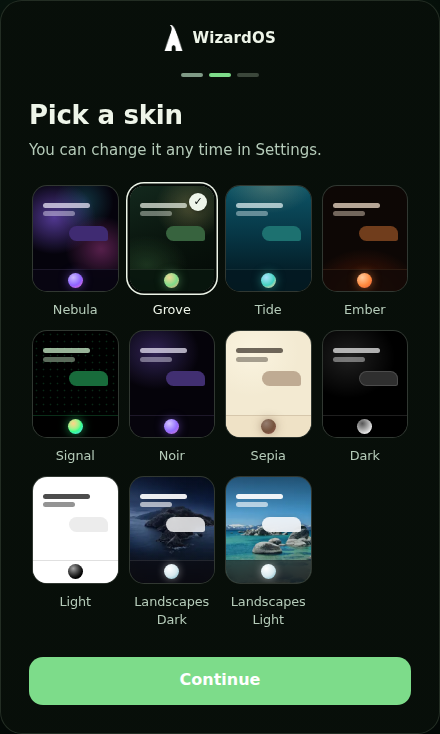 WizardOS
Pick a skin
You can change it any time in Settings.
Nebula
Grove
Tide
Ember
Signal
Noir
Sepia
Dark
Light
Landscapes
Dark
Landscapes
Light
Continue